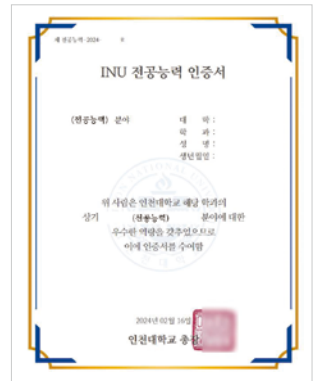 제 전공능력-2024- 호
INU 전공능력 인증서
(전공능력) 분야
대 학 :
학 과 :
성 명 :
생년월일 :
위 사람은 인천대학교 해당 학과의
상기 (전공능력) 분야에 대한
우수한 역량을 갖추었으므로
이에 인증서를 수여함
2024년 02월 16일
인천대학교 총장